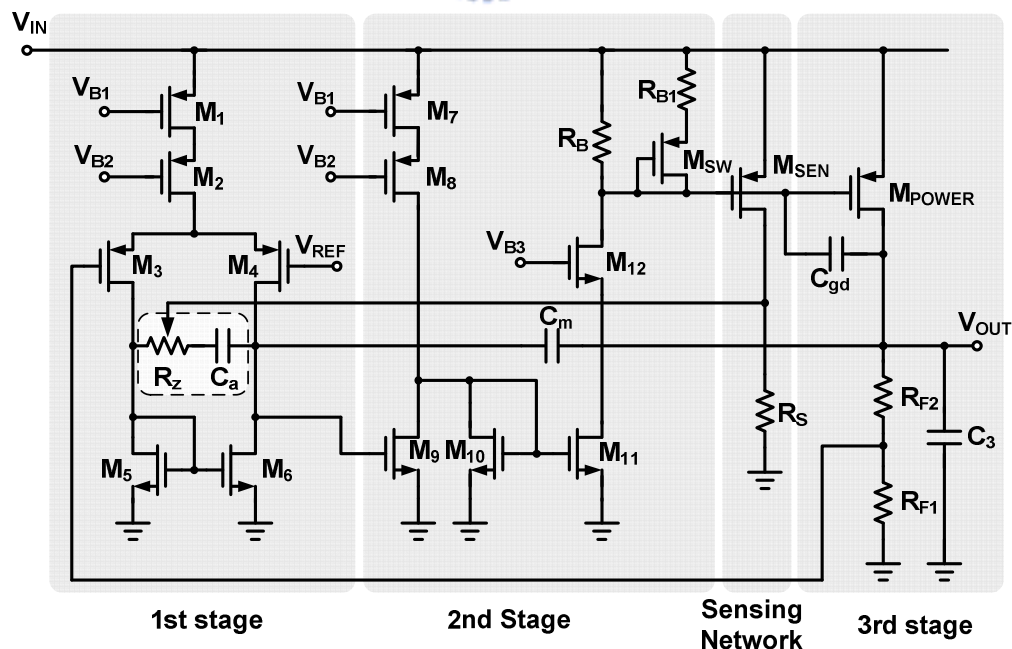 VIN
VB1
M1
VB2
M2
M3
M4
VREF
Rz
Ca
M5
M6
1st stage
VB1
M7
VB2
M8
RB
RB1
MSW
VB3
M12
Cm
M9
M10
M11
2nd Stage
MSEN
RS
Sensing
Network
MPOWER
Cgd
VOUT
RF2
C3
RF1
3rd stage